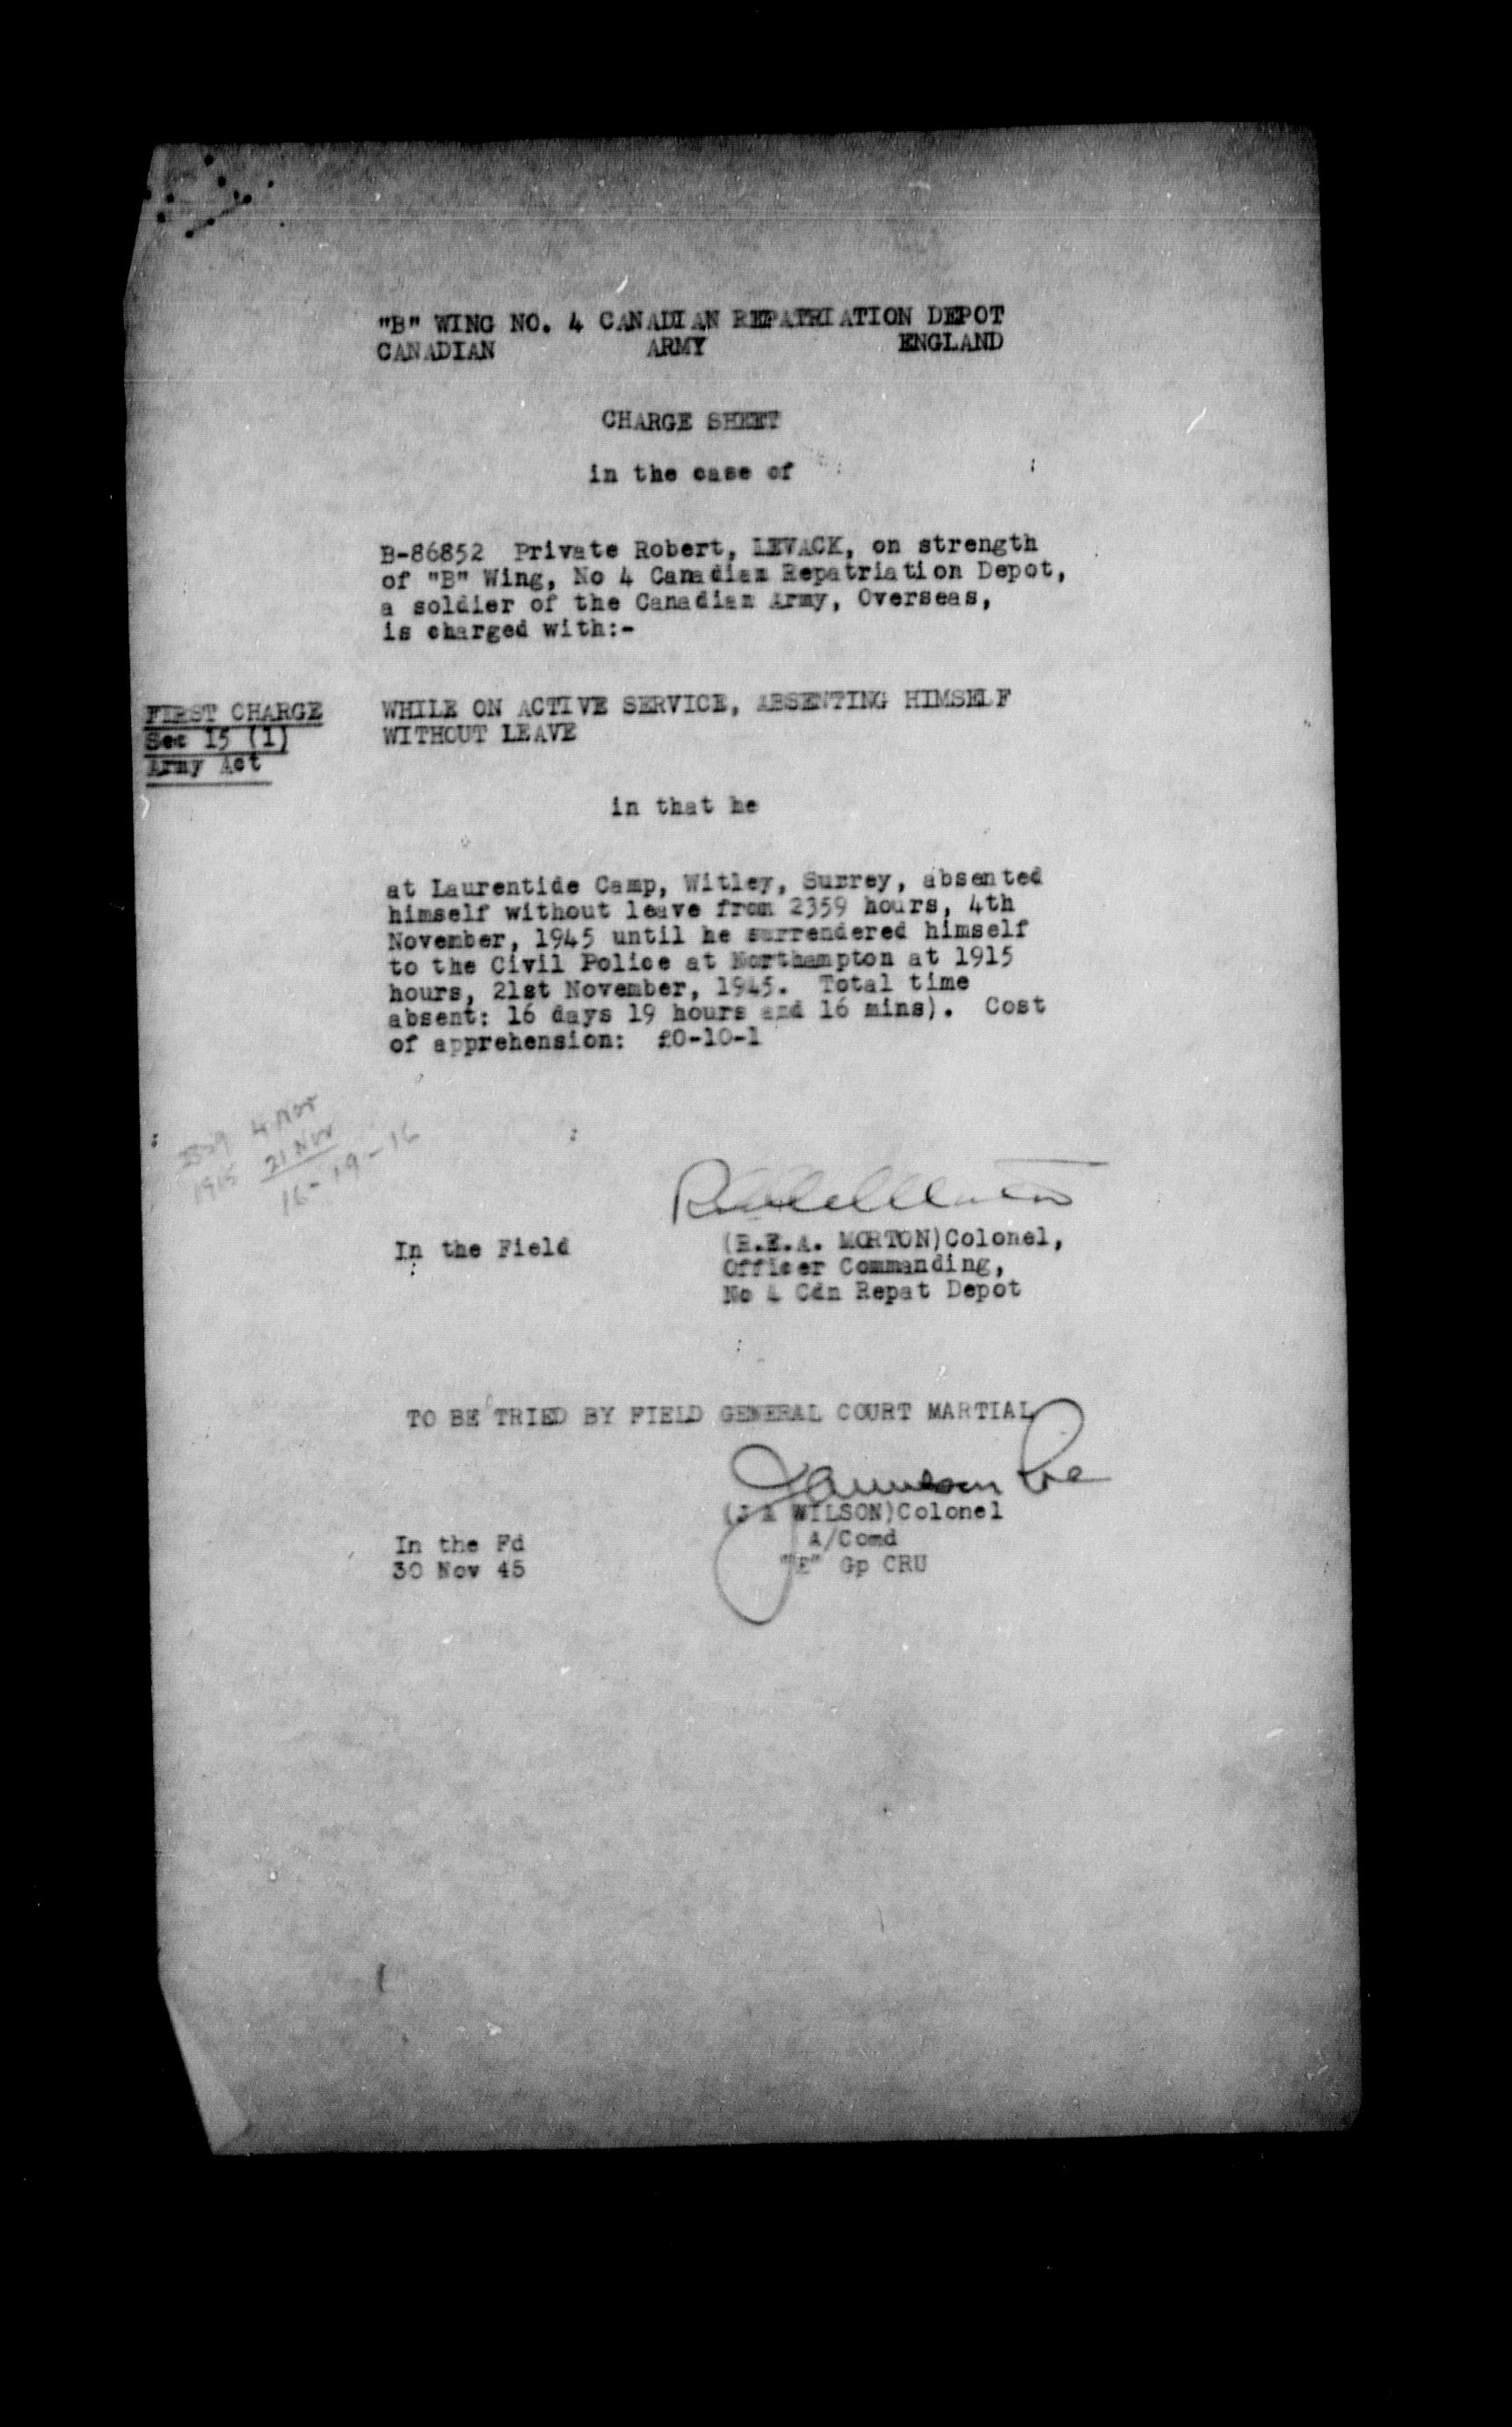 "B" WING NO. 4 CANADIAN REPATRIATION DEPOT
CANADIAN ARMY ENGLAND
CHARGE SHEET
in the case of
B-86852 Private Robert, LEVACK, on strength
of "B" Wing, No 4 Canadian Repatriation Depot,
a soldier of the Canadian Army, Overseas,
is charged with:-
FIRST CHARGE
Sec 15 (1)
Army Act
WHILE ON ACTIVE SERVICE, ABSENTING HIMSELF
WITHOUT LEAVE
in that he
at Laurentide Camp, Witley, Surrey, absented
himself without leave from 2359 hours, 4th
November, 1945 until he surrendered himself
to the Civil Police at Northampton at 1915
hours, 21st November, 1945. Total time
absent: 16 days 19 hours and 16 mins). Cost
of apprehension: £0-10-1
2359 4 Nov
1915 21 Nov
16-19-16
In the Field
(R.E.A. MORTON)Colonel,
Officer Commanding,
No 4 Cdn Repat Depot
TO BE TRIED BY FIELD GENERAL COURT MARTIAL
(J A WILSON)Colonel
A/Comd
"E" Gp CRU
In the Fd
30 Nov 45